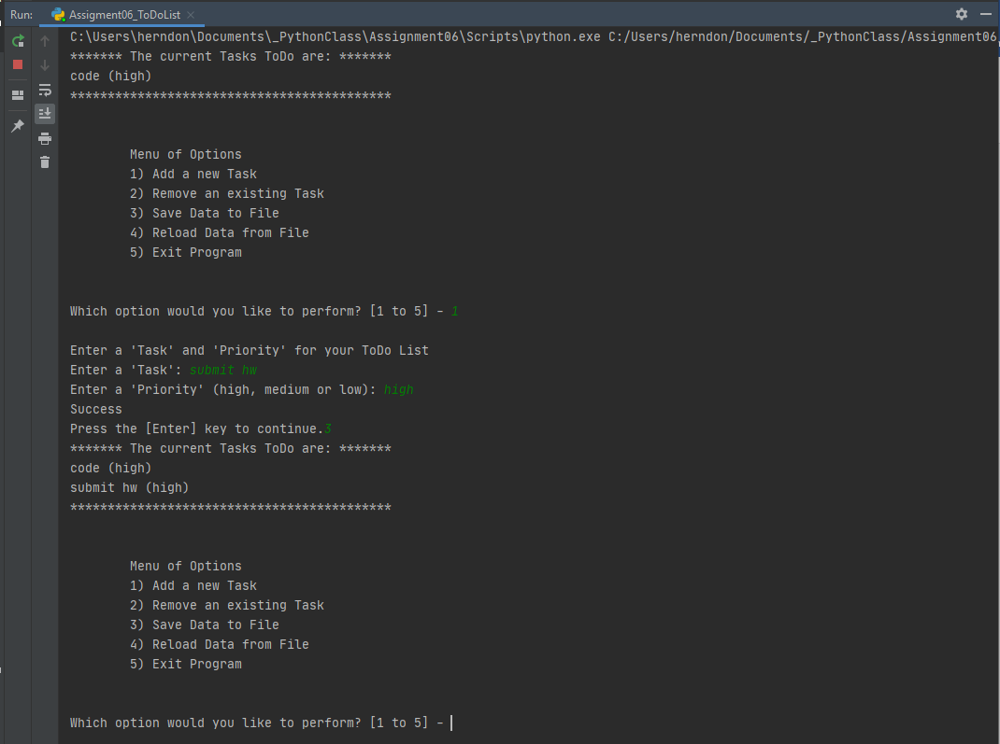 Run: Assigment06_ToDoList
C:\Users\herndon\Documents\_PythonClass\Assignment06\Scripts\python.exe C:/Users/herndon/Documents/_PythonClass/Assignment06
******* The current Tasks ToDo are: *******
code (high)
*******************************************
Menu of Options
1) Add a new Task
2) Remove an existing Task
3) Save Data to File
4) Reload Data from File
5) Exit Program
Which option would you like to perform? [1 to 5] - 1
Enter a 'Task' and 'Priority' for your ToDo List
Enter a 'Task': submit hw
Enter a 'Priority' (high, medium or low): high
Success
Press the [Enter] key to continue.3
******* The current Tasks ToDo are: *******
code (high)
submit hw (high)
*******************************************
Menu of Options
1) Add a new Task
2) Remove an existing Task
3) Save Data to File
4) Reload Data from File
5) Exit Program
Which option would you like to perform? [1 to 5] -